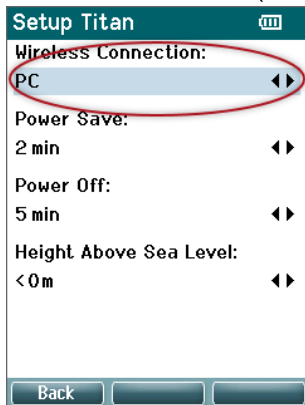 Setup Titan
Wireless Connection:
PC
Power Save:
2 min
Power Off:
5 min
Height Above Sea Level:
<0m
Back